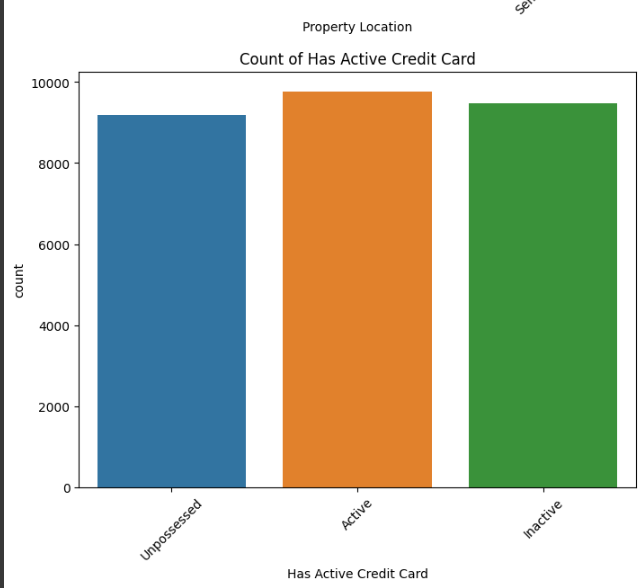 Property Location
Count of Has Active Credit Card
10000
8000
6000
4000
2000
0
count
Unpossessed
Active
Inactive
Has Active Credit Card